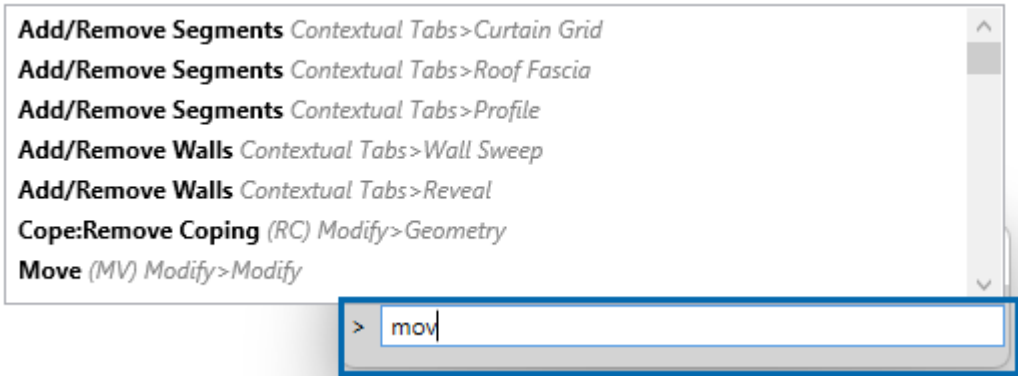 Add/Remove Segments Contextual Tabs>Curtain Grid
Add/Remove Segments Contextual Tabs>Roof Fascia
Add/Remove Segments Contextual Tabs>Profile
Add/Remove Walls Contextual Tabs>Wall Sweep
Add/Remove Walls Contextual Tabs>Reveal
Cope:Remove Coping (RC) Modify>Geometry
Move (MV) Modify>Modify
> mov